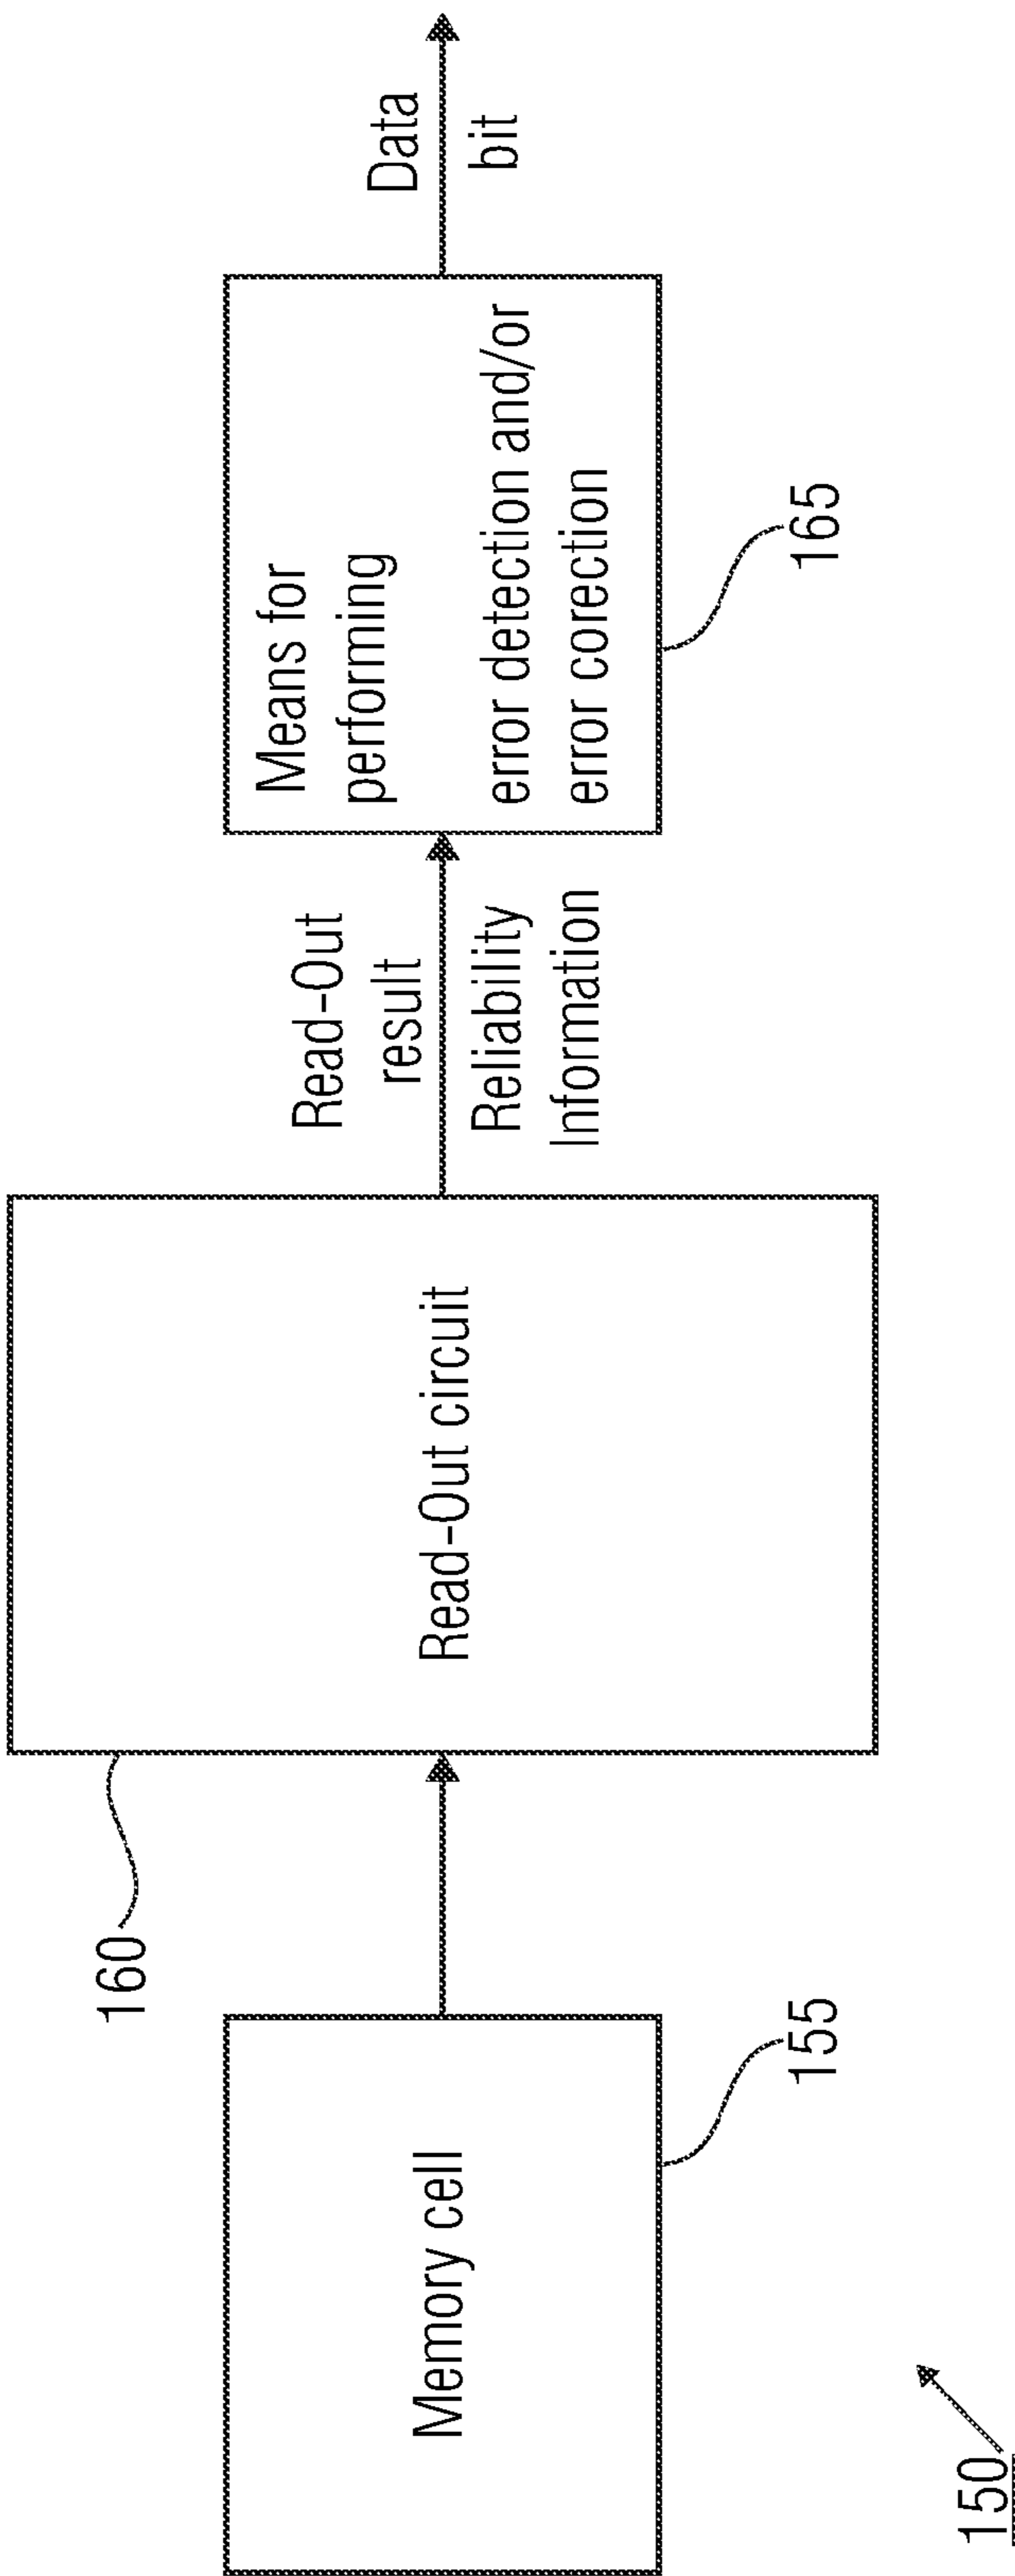 Memory cell
155
160
Read-Out circuit
Read-Out
result
Reliability
Information
Means for
performing
error detection and/or
error corection
165
Data
bit
150